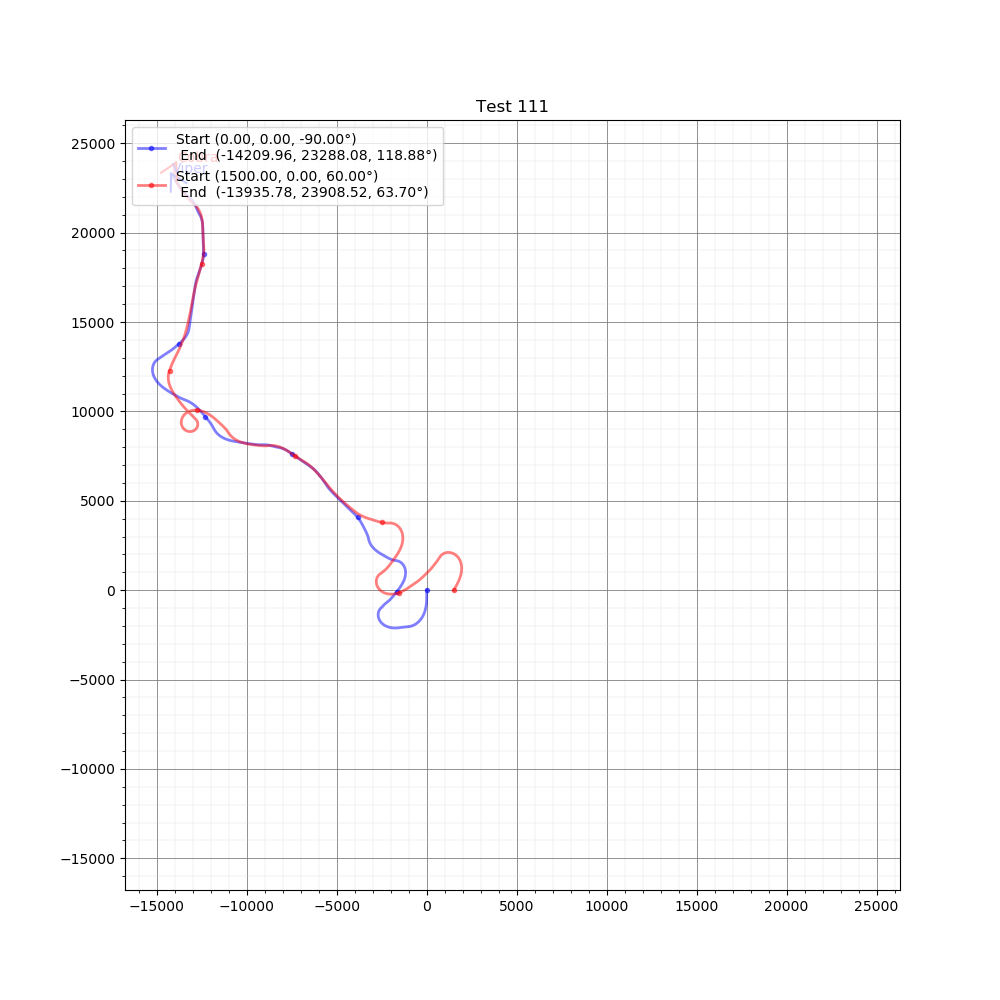 Test 111
Start (0.00, 0.00, -90.00°)
End (-14209.96, 23288.08, 118.88°)
Start (1500.00, 0.00, 60.00°)
End (-13935.78, 23908.52, 63.70°)
25000
20000
15000
10000
5000
0
−5000
−10000
−15000
−15000 −10000 −5000 0 5000 10000 15000 20000 25000